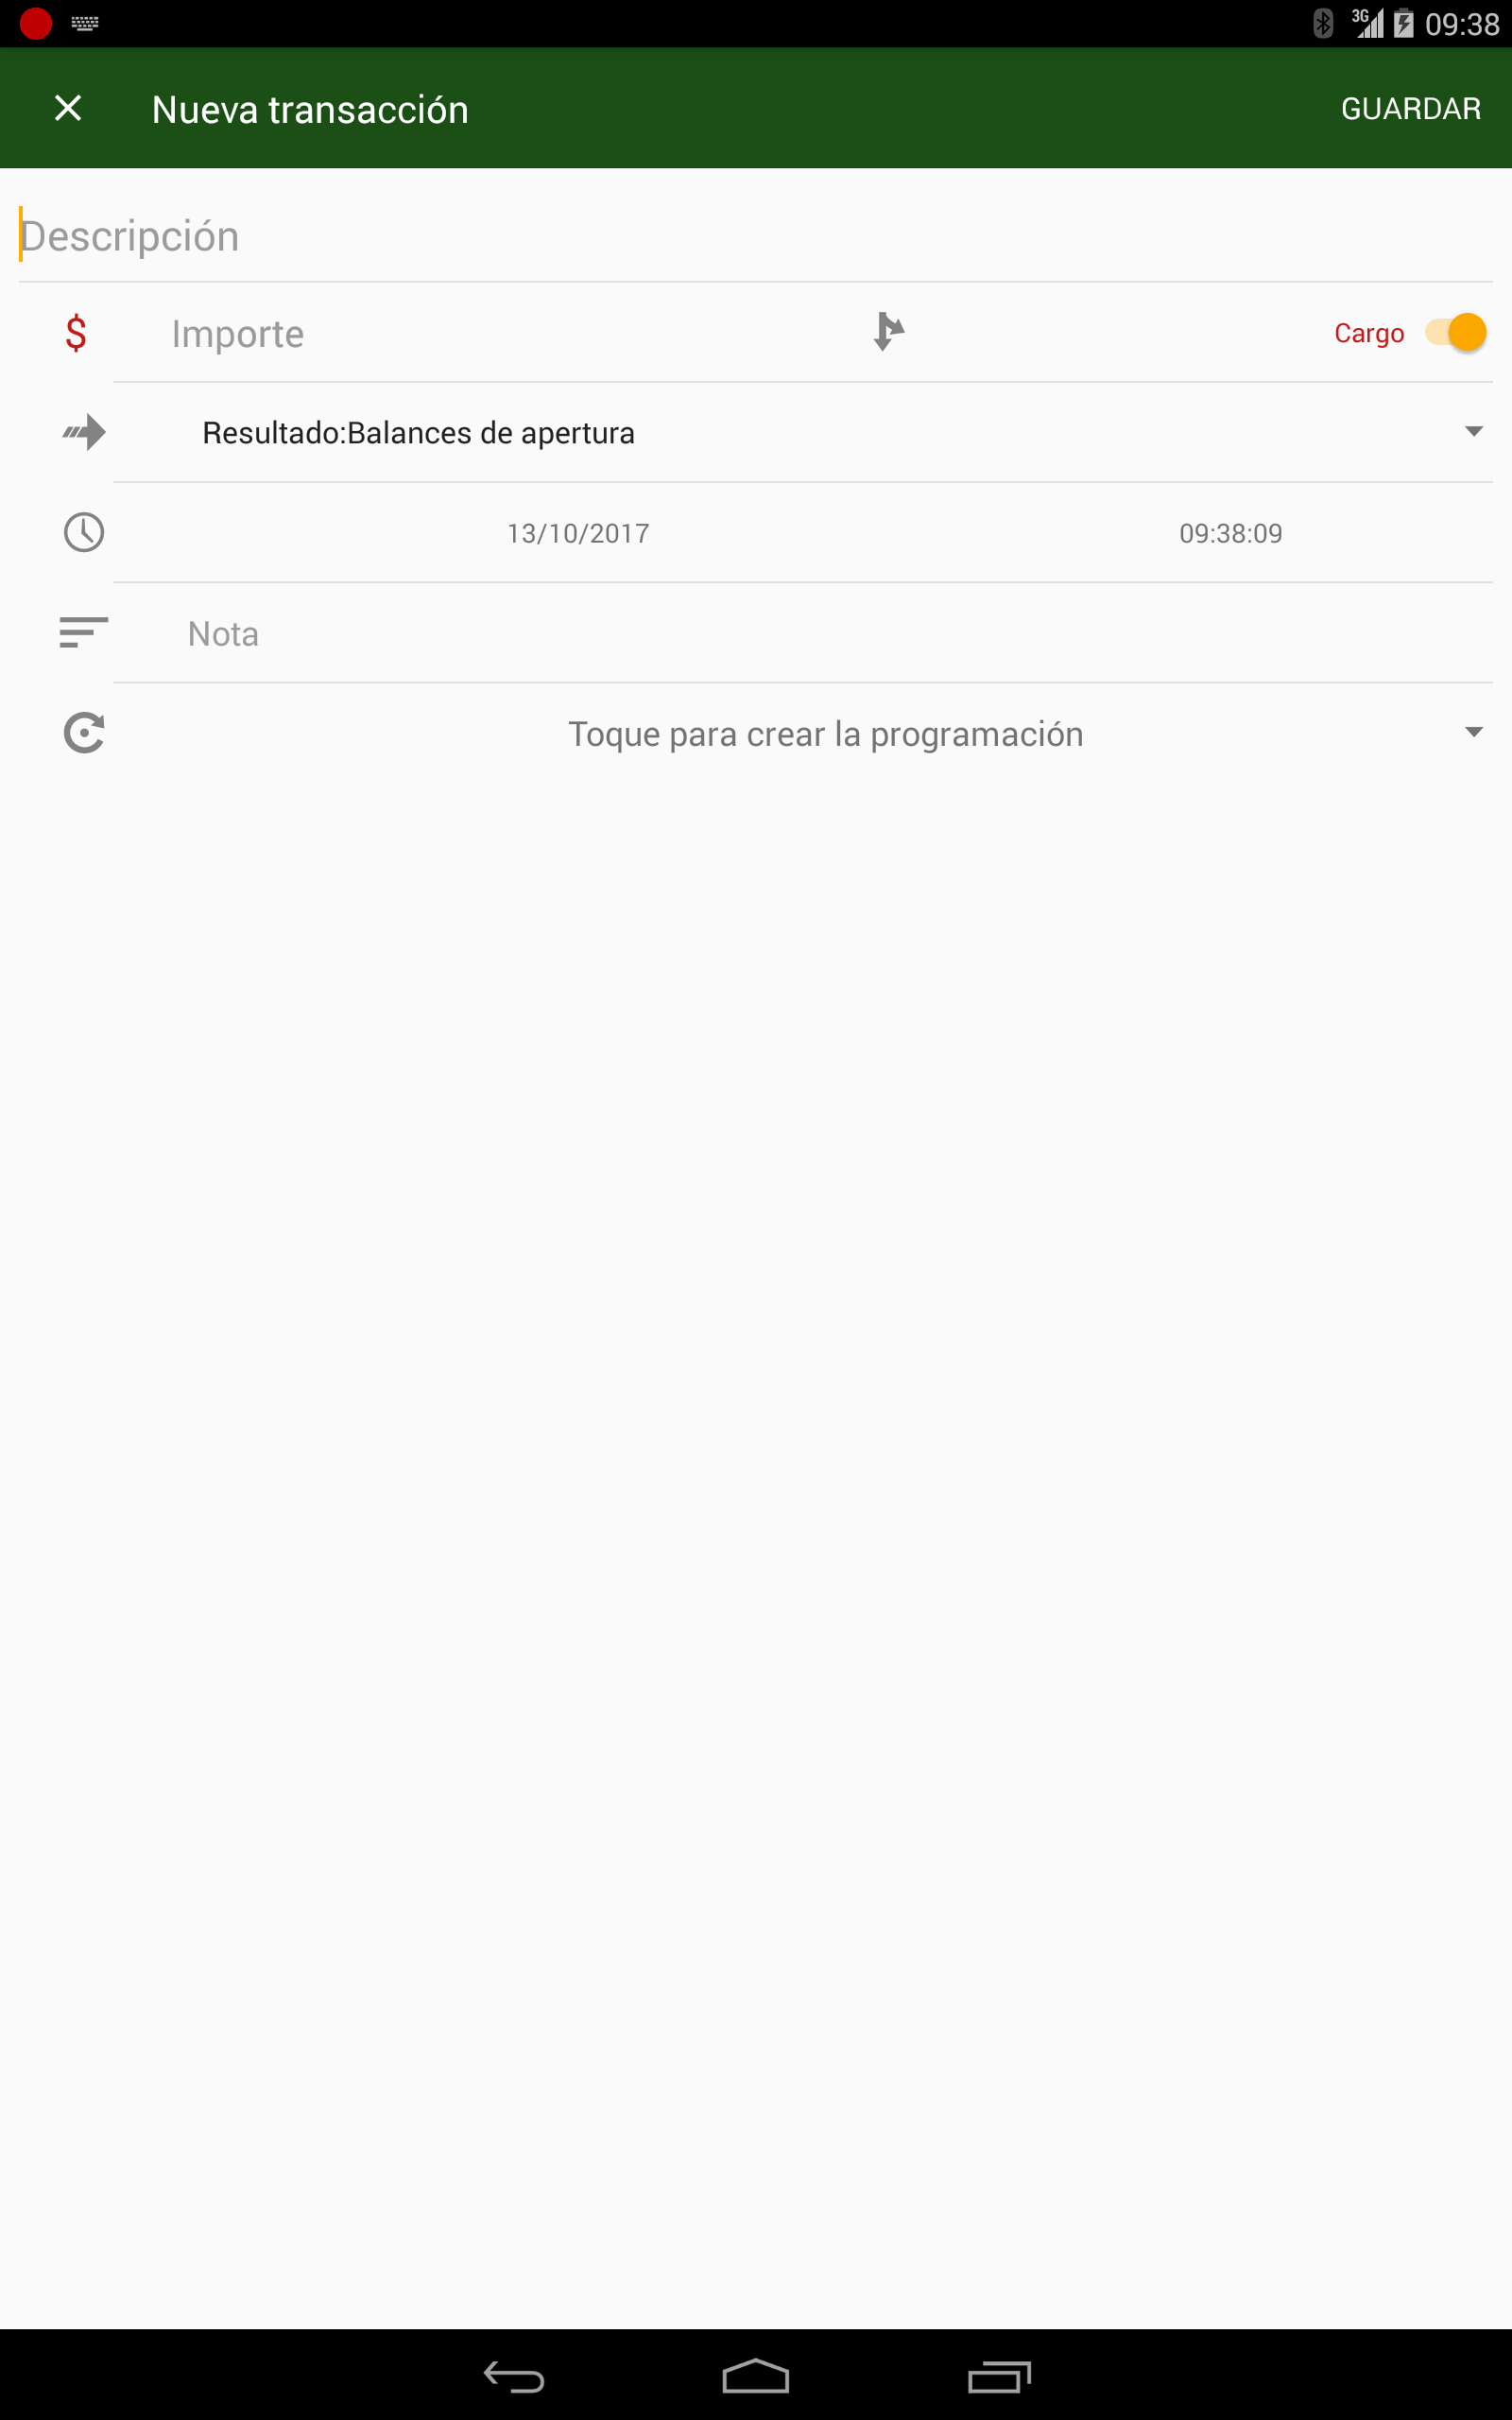 3G 09:38
Nueva transacción GUARDAR
Descripción
$ Importe Cargo
Resultado:Balances de apertura
13/10/2017 09:38:09
Nota
Toque para crear la programación